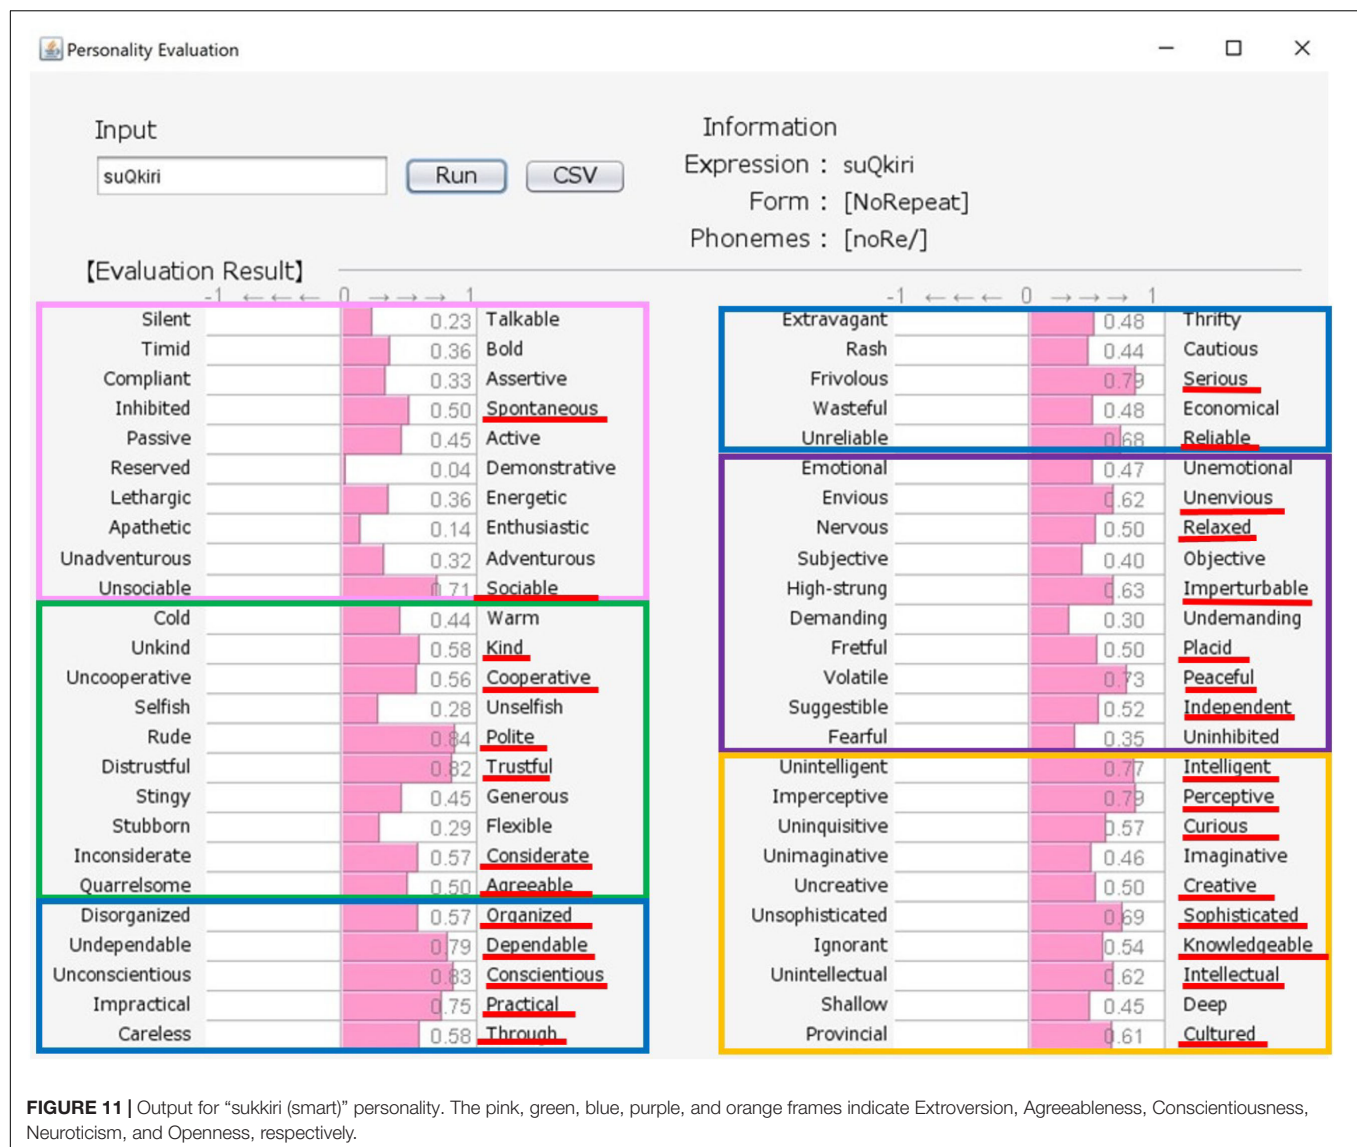 Personality Evaluation
Input
suQkiri
Run
CSV
Information
Expression : suQkiri
Form : [NoRepeat]
Phonemes : [noRe/]
【Evaluation Result】
-1 ← ← ← 0 → → → 1
Silent 0.23 Talkable
Timid 0.36 Bold
Compliant 0.33 Assertive
Inhibited 0.50 Spontaneous
Passive 0.45 Active
Reserved 0.04 Demonstrative
Lethargic 0.36 Energetic
Apathetic 0.14 Enthusiastic
Unadventurous 0.32 Adventurous
Unsociable 0.71 Sociable
Cold 0.44 Warm
Unkind 0.58 Kind
Uncooperative 0.56 Cooperative
Selfish 0.28 Unselfish
Rude 0.84 Polite
Distrustful 0.82 Trustful
Stingy 0.45 Generous
Stubborn 0.29 Flexible
Inconsiderate 0.57 Considerate
Quarrelsome 0.50 Agreeable
Disorganized 0.57 Organized
Undependable 0.79 Dependable
Unconscientious 0.83 Conscientious
Impractical 0.75 Practical
Careless 0.58 Through
-1 ← ← ← 0 → → → 1
Extravagant 0.48 Thrifty
Rash 0.44 Cautious
Frivolous 0.79 Serious
Wasteful 0.48 Economical
Unreliable 0.68 Reliable
Emotional 0.47 Unemotional
Envious 0.62 Unenvious
Nervous 0.50 Relaxed
Subjective 0.40 Objective
High-strung 0.63 Imperturbable
Demanding 0.30 Undemanding
Fretful 0.50 Placid
Volatile 0.73 Peaceful
Suggestible 0.52 Independent
Fearful 0.35 Uninhibited
Unintelligent 0.77 Intelligent
Imperceptive 0.79 Perceptive
Uninquisitive 0.57 Curious
Unimaginative 0.46 Imaginative
Uncreative 0.50 Creative
Unsophisticated 0.69 Sophisticated
Ignorant 0.54 Knowledgeable
Unintellectual 0.62 Intellectual
Shallow 0.45 Deep
Provincial 0.61 Cultured
FIGURE 11 | Output for “sukkiri (smart)” personality. The pink, green, blue, purple, and orange frames indicate Extroversion, Agreeableness, Conscientiousness,
Neuroticism, and Openness, respectively.